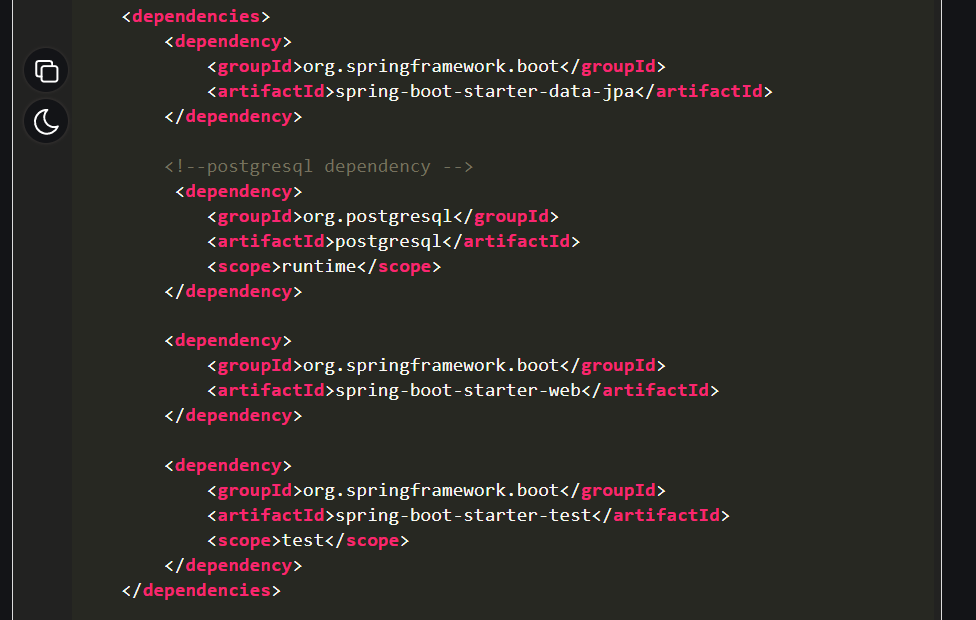 <dependencies>
<dependency>
<groupId>org.springframework.boot</groupId>
<artifactId>spring-boot-starter-data-jpa</artifactId>
</dependency>
<!--postgresql dependency -->
<dependency>
<groupId>org.postgresql</groupId>
<artifactId>postgresql</artifactId>
<scope>runtime</scope>
</dependency>
<dependency>
<groupId>org.springframework.boot</groupId>
<artifactId>spring-boot-starter-web</artifactId>
</dependency>
<dependency>
<groupId>org.springframework.boot</groupId>
<artifactId>spring-boot-starter-test</artifactId>
<scope>test</scope>
</dependency>
</dependencies>